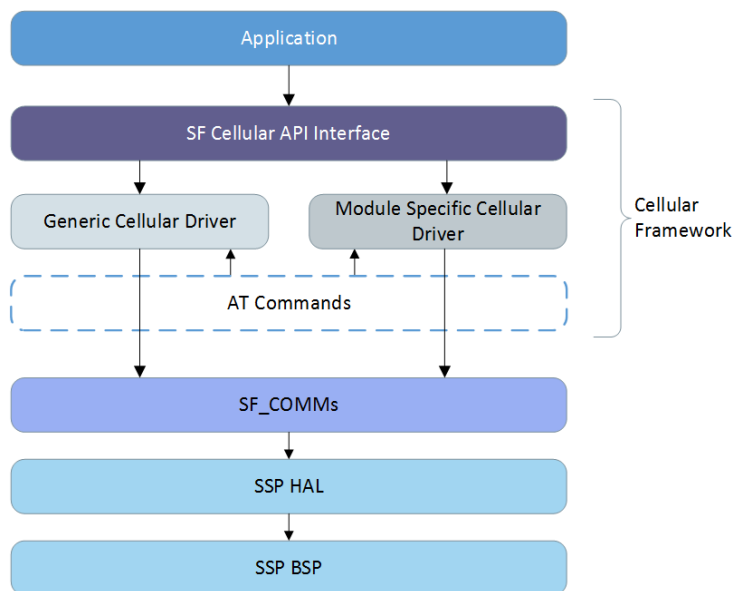 Application
SF Cellular API Interface
Generic Cellular Driver
Module Specific Cellular
Driver
Cellular
Framework
AT Commands
SF_COMMs
SSP HAL
SSP BSP